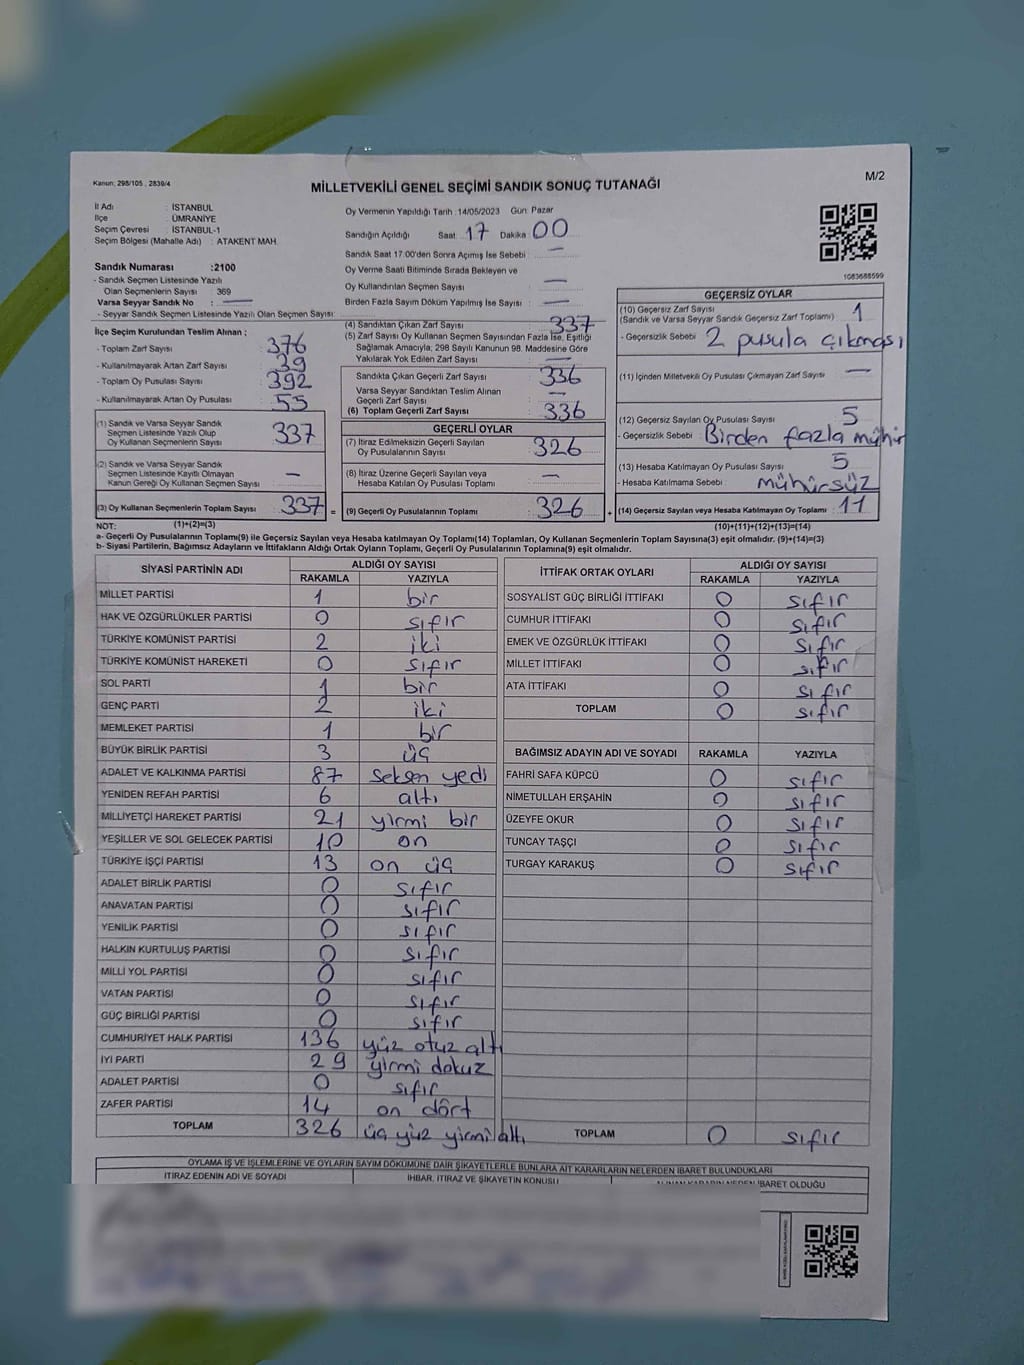 Kanun: 298/105 , 2839/4
MİLLETVEKİLİ GENEL SEÇİMİ SANDIK SONUÇ TUTANAĞI
M/2
İl Adı : İSTANBUL
İlçe : ÜMRANİYE
Seçim Çevresi : İSTANBUL-1
Seçim Bölgesi (Mahalle Adı) : ATAKENT MAH.
Sandık Numarası :2100
- Sandık Seçmen Listesinde Yazılı
Olan Seçmenlerin Sayısı : 369
Varsa Seyyar Sandık No : —
- Seyyar Sandık Seçmen Listesinde Yazılı Olan Seçmen Sayısı:
Oy Vermenin Yapıldığı Tarih :14/05/2023 Gün: Pazar
Sandığın Açıldığı Saat: 17 Dakika: 00
Sandık Saat 17:00'den Sonra Açımış İse Sebebi : —
Oy Verme Saati Bitiminde Sırada Bekleyen ve
Oy Kullandırılan Seçmen Sayısı : —
Birden Fazla Sayım Döküm Yapılmış İse Sayısı : —
1083688599
İlçe Seçim Kurulundan Teslim Alınan ;
- Toplam Zarf Sayısı : 376
- Kullanılmayarak Artan Zarf Sayısı : 39
- Toplam Oy Pusulası Sayısı : 392
- Kullanılmayarak Artan Oy Pusulası : 55
(4) Sandıktan Çıkan Zarf Sayısı : 337
(5) Zarf Sayısı Oy Kullanan Seçmen Sayısından Fazla İse, Eşitliği
Sağlamak Amacıyla; 298 Sayılı Kanunun 98. Maddesine Göre
Yakılarak Yok Edilen Zarf Sayısı : —
Sandıkta Çıkan Geçerli Zarf Sayısı : 336
Varsa Seyyar Sandıktan Teslim Alınan
Geçerli Zarf Sayısı : —
(6) Toplam Geçerli Zarf Sayısı : 336
GEÇERSİZ OYLAR
(10) Geçersiz Zarf Sayısı : 1
(Sandık ve Varsa Seyyar Sandık Geçersiz Zarf Toplamı)
- Geçersizlik Sebebi : 2 pusula çıkması
(11) İçinden Milletvekili Oy Pusulası Çıkmayan Zarf Sayısı : —
(12) Geçersiz Sayılan Oy Pusulası Sayısı : 5
- Geçersizlik Sebebi : Birden fazla mühür
(13) Hesaba Katılmayan Oy Pusulası Sayısı : 5
- Hesaba Katılmama Sebebi : mühürsüz
(14) Geçersiz Sayılan veya Hesaba Katılmayan Oy Toplamı : 11
(1) Sandık ve Varsa Seyyar Sandık
Seçmen Listesinde Yazılı Olup
Oy Kullanan Seçmenlerin Sayısı : 337
(2) Sandık ve Varsa Seyyar Sandık
Seçmen Listesinde Kayıtlı Olmayan
Kanun Gereği Oy Kullanan Seçmen Sayısı : —
(3) Oy Kullanan Seçmenlerin Toplam Sayısı : 337 =
GEÇERLİ OYLAR
(7) İtiraz Edilmeksizin Geçerli Sayılan
Oy Pusulalarının Sayısı : 326
(8) İtiraz Üzerine Geçerli Sayılan veya
Hesaba Katılan Oy Pusulası Toplamı : —
(9) Geçerli Oy Pusulalarının Toplamı : 326 +
NOT: (1)+(2)=(3)
(10)+(11)+(12)+(13)=(14)
a- Geçerli Oy Pusulalarının Toplamı(9) ile Geçersiz Sayılan veya Hesaba katılmayan Oy Toplamı(14) Toplamları, Oy Kullanan Seçmenlerin Toplam Sayısına(3) eşit olmalıdır. (9)+(14)=(3)
b- Siyasi Partilerin, Bağımsız Adayların ve İttifakların Aldığı Ortak Oyların Toplamı, Geçerli Oy Pusulalarının Toplamına(9) eşit olmalıdır.
SİYASİ PARTİNİN ADI ALDIĞI OY SAYISI
RAKAMLA YAZIYLA
MİLLET PARTİSİ 1 bir
HAK VE ÖZGÜRLÜKLER PARTİSİ 0 sıfır
TÜRKİYE KOMÜNİST PARTİSİ 2 iki
TÜRKİYE KOMÜNİST HAREKETİ 0 sıfır
SOL PARTİ 1 bir
GENÇ PARTİ 2 iki
MEMLEKET PARTİSİ 1 bir
BÜYÜK BİRLİK PARTİSİ 3 üç
ADALET VE KALKINMA PARTİSİ 87 seksen yedi
YENİDEN REFAH PARTİSİ 6 altı
MİLLİYETÇİ HAREKET PARTİSİ 21 yirmi bir
YEŞİLLER VE SOL GELECEK PARTİSİ 10 on
TÜRKİYE İŞÇİ PARTİSİ 13 on üç
ADALET BİRLİK PARTİSİ 0 sıfır
ANAVATAN PARTİSİ 0 sıfır
YENİLİK PARTİSİ 0 sıfır
HALKIN KURTULUŞ PARTİSİ 0 sıfır
MİLLİ YOL PARTİSİ 0 sıfır
VATAN PARTİSİ 0 sıfır
GÜÇ BİRLİĞİ PARTİSİ 0 sıfır
CUMHURİYET HALK PARTİSİ 136 yüz otuz altı
İYİ PARTİ 29 yirmi dokuz
ADALET PARTİSİ 0 sıfır
ZAFER PARTİSİ 14 on dört
TOPLAM 326 üç yüz yirmi altı
İTTİFAK ORTAK OYLARI ALDIĞI OY SAYISI
RAKAMLA YAZIYLA
SOSYALİST GÜÇ BİRLİĞİ İTTİFAKI 0 sıfır
CUMHUR İTTİFAKI 0 sıfır
EMEK VE ÖZGÜRLÜK İTTİFAKI 0 sıfır
MİLLET İTTİFAKI 0 sıfır
ATA İTTİFAKI 0 sıfır
TOPLAM 0 sıfır
BAĞIMSIZ ADAYIN ADI VE SOYADI RAKAMLA YAZIYLA
FAHRİ SAFA KÜPCÜ 0 sıfır
NİMETULLAH ERŞAHİN 0 sıfır
ÜZEYFE OKUR 0 sıfır
TUNCAY TAŞÇI 0 sıfır
TURGAY KARAKUŞ 0 sıfır
TOPLAM 0 sıfır
OYLAMA İŞ VE İŞLEMLERİNE VE OYLARIN SAYIM DÖKÜMÜNE DAİR ŞİKAYETLERLE BUNLARA AİT KARARLARIN NELERDEN İBARET BULUNDUKLARI
İTİRAZ EDENİN ADI VE SOYADI
İHBAR, İTİRAZ VE ŞİKAYETİN KONUSU
ALINAN KARARIN NEDEN İBARET OLDUĞU